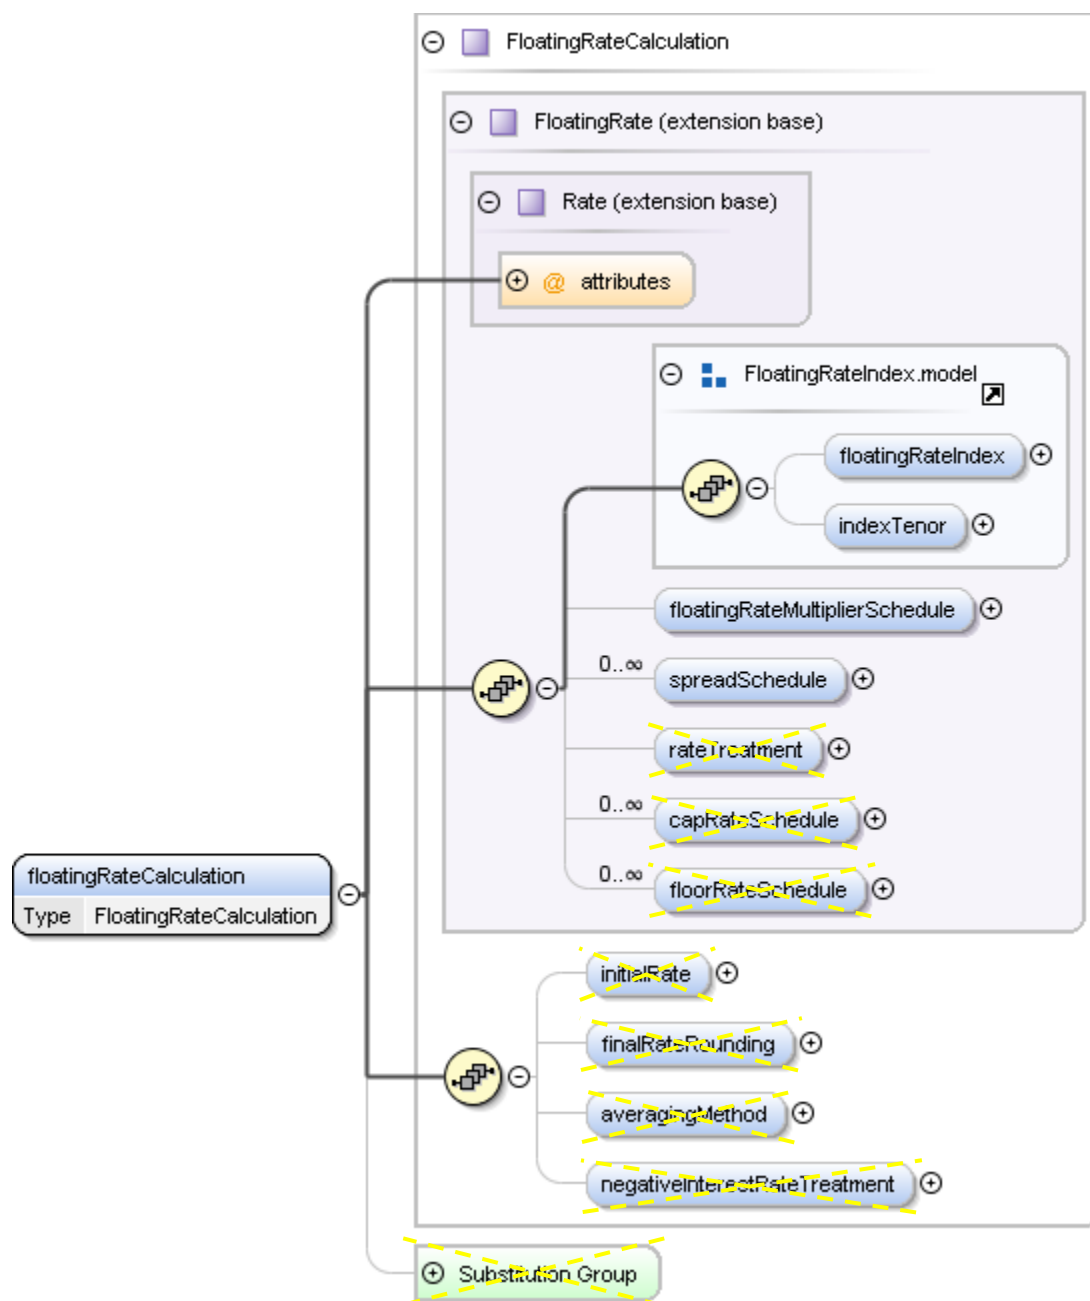 FloatingRateCalculation
FloatingRate (extension base)
Rate (extension base)
@ attributes
FloatingRateIndex.model
floatingRateIndex
indexTenor
floatingRateMultiplierSchedule
0..∞
spreadSchedule
rateTreatment
0..∞
capRateSchedule
0..∞
floorRateSchedule
floatingRateCalculation
Type FloatingRateCalculation
initialRate
finalRateRounding
averagingMethod
negativeInterestRateTreatment
Substitution Group